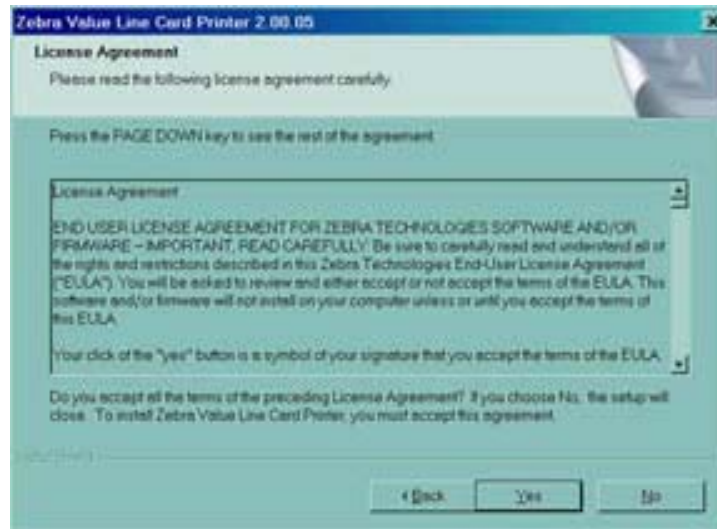 Zebra Value Line Card Printer 2.00.05
License Agreement
Please read the following license agreement carefully.
Press the PAGE DOWN key to see the rest of the agreement.
License Agreement
END USER LICENSE AGREEMENT FOR ZEBRA TECHNOLOGIES SOFTWARE AND/OR
FIRMWARE – IMPORTANT, READ CAREFULLY: Be sure to carefully read and understand all of
the rights and restrictions described in this Zebra Technologies End-User License Agreement
("EULA"). You will be asked to review and either accept or not accept the terms of the EULA. This
software and/or firmware will not install on your computer unless or until you accept the terms of
this EULA.
Your click of the "yes" button is a symbol of your signature that you accept the terms of the EULA.
Do you accept all the terms of the preceding License Agreement? If you choose No, the setup will
close. To install Zebra Value Line Card Printer, you must accept this agreement.
< Back
Yes
No